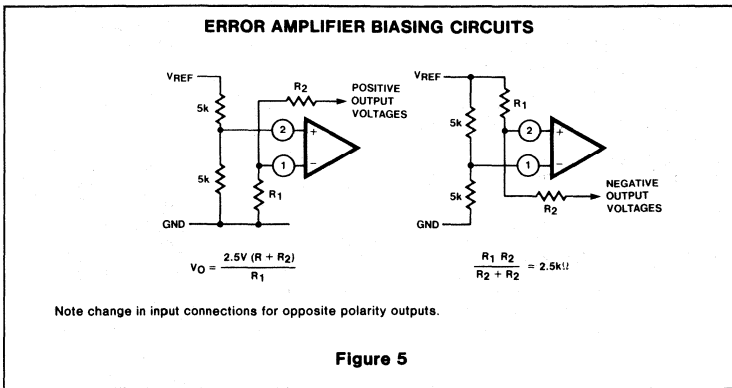 ERROR AMPLIFIER BIASING CIRCUITS
VREF
5k
5k
GND
R2
POSITIVE
OUTPUT
VOLTAGES
2
+
1
−
R1
VO = 2.5V (R + R2) / R1
VREF
5k
5k
GND
R1
2
+
1
−
R2
NEGATIVE
OUTPUT
VOLTAGES
R1 R2 / R2 + R2 = 2.5kΩ
Note change in input connections for opposite polarity outputs.
Figure 5